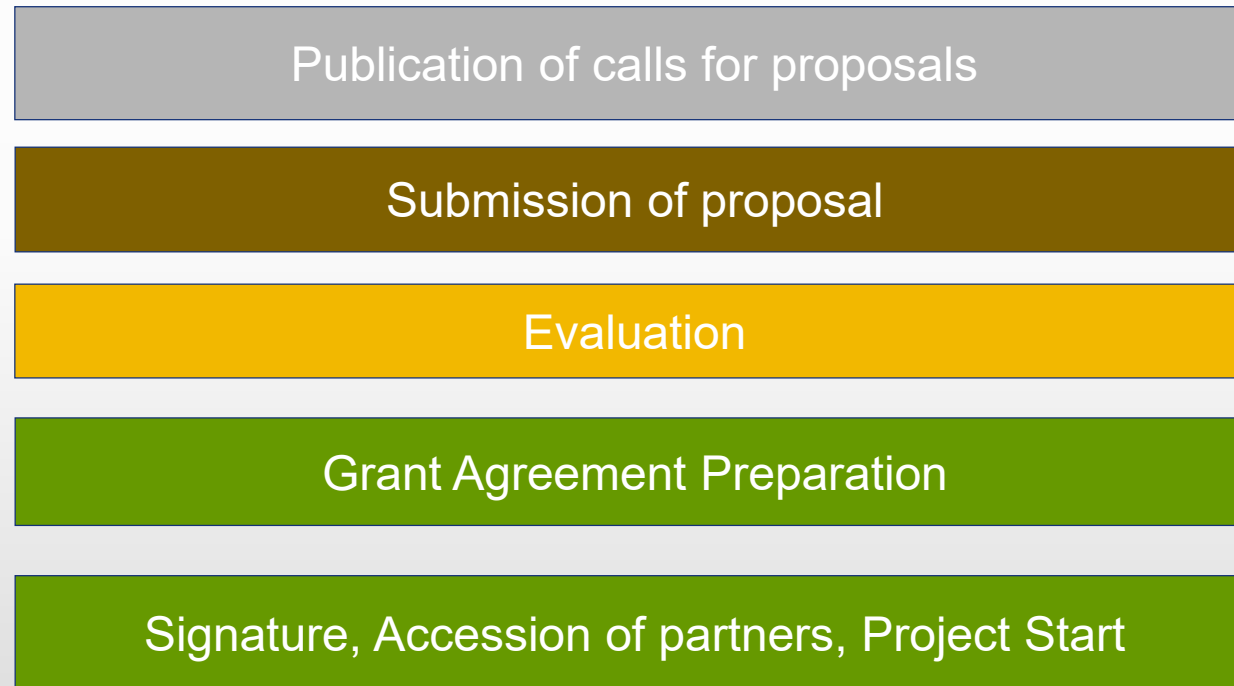 Publication of calls for proposals
Submission of proposal
Evaluation
Grant Agreement Preparation
Signature, Accession of partners, Project Start